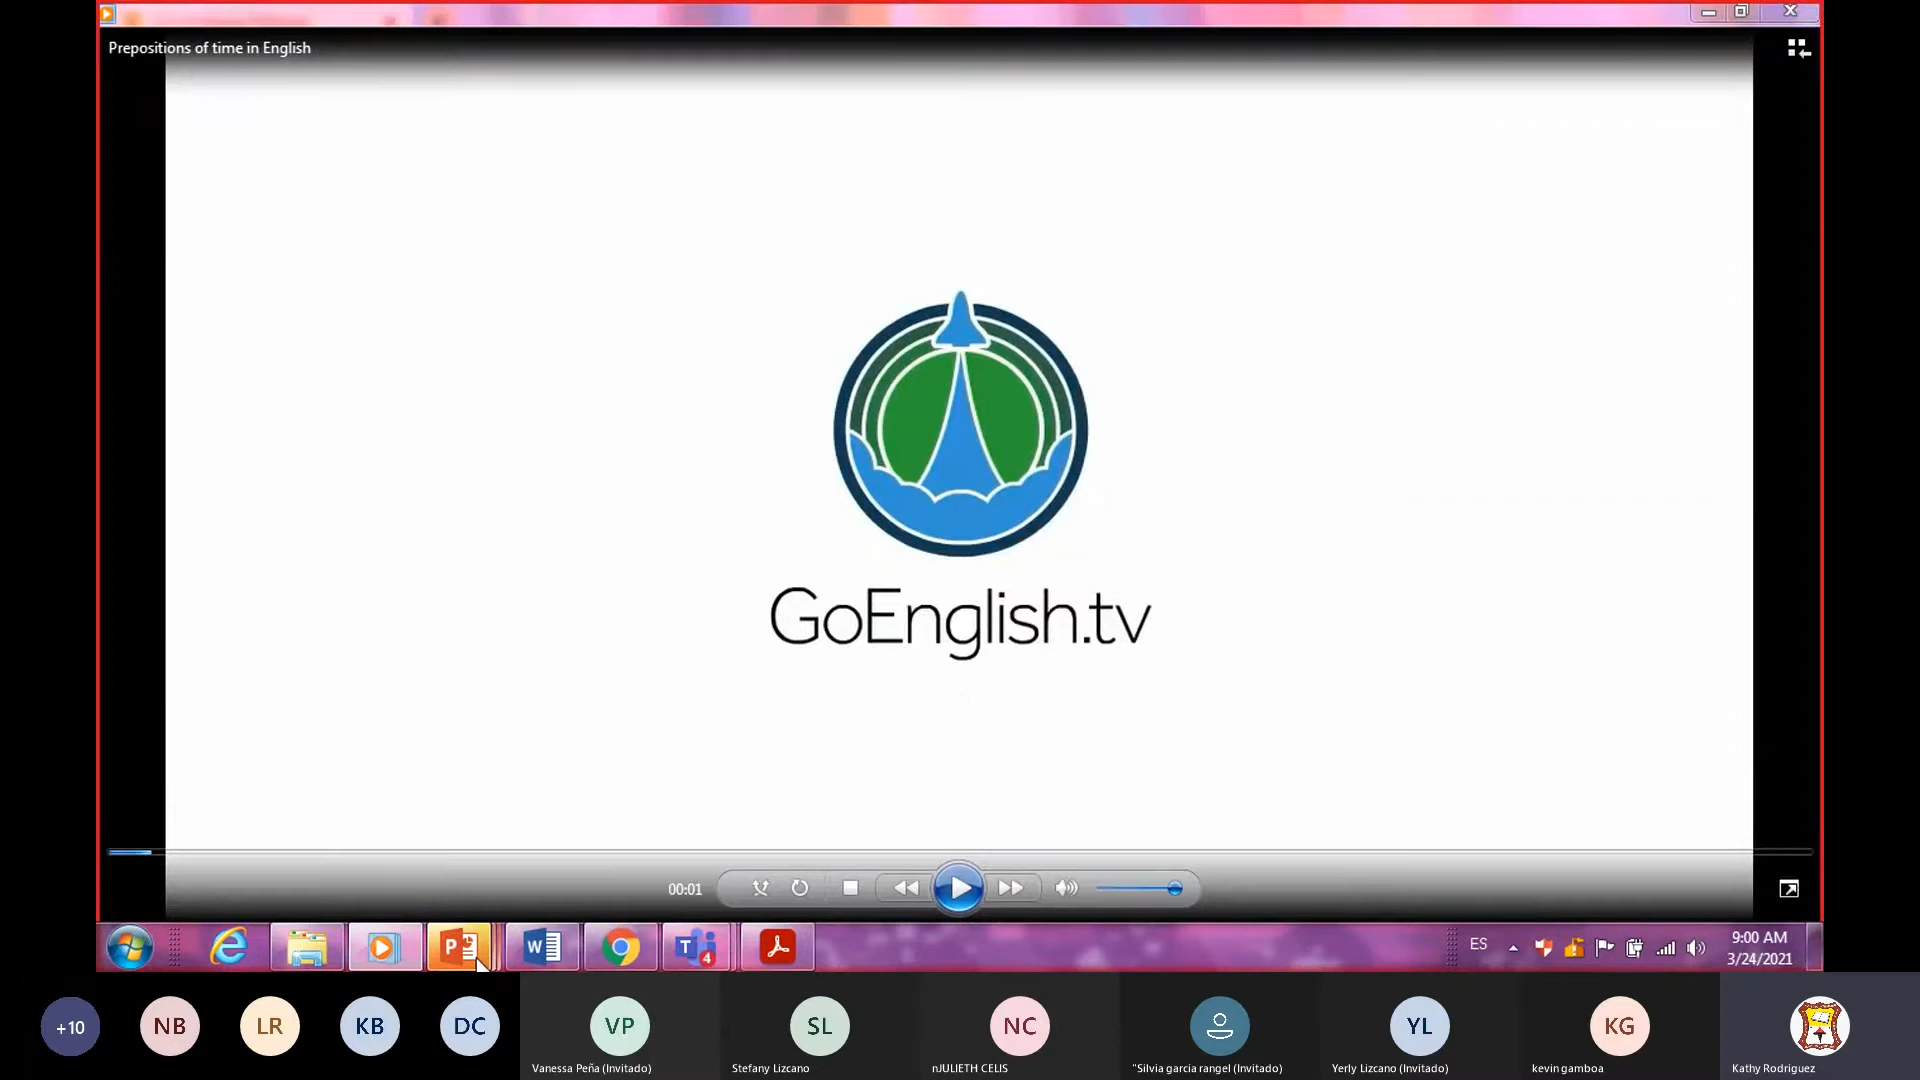 Prepositions of time in English
GoEnglish.tv
00:01
ES
9:00 AM
3/24/2021
4
+10
NB
LR
KB
DC
VP
SL
NC
YL
KG
Vanessa Peña (Invitado)
Stefany Lizcano
nJULIETH CELIS
"Silvia garcia rangel (Invitado)
Yerly Lizcano (Invitado)
kevin gamboa
Kathy Rodriguez